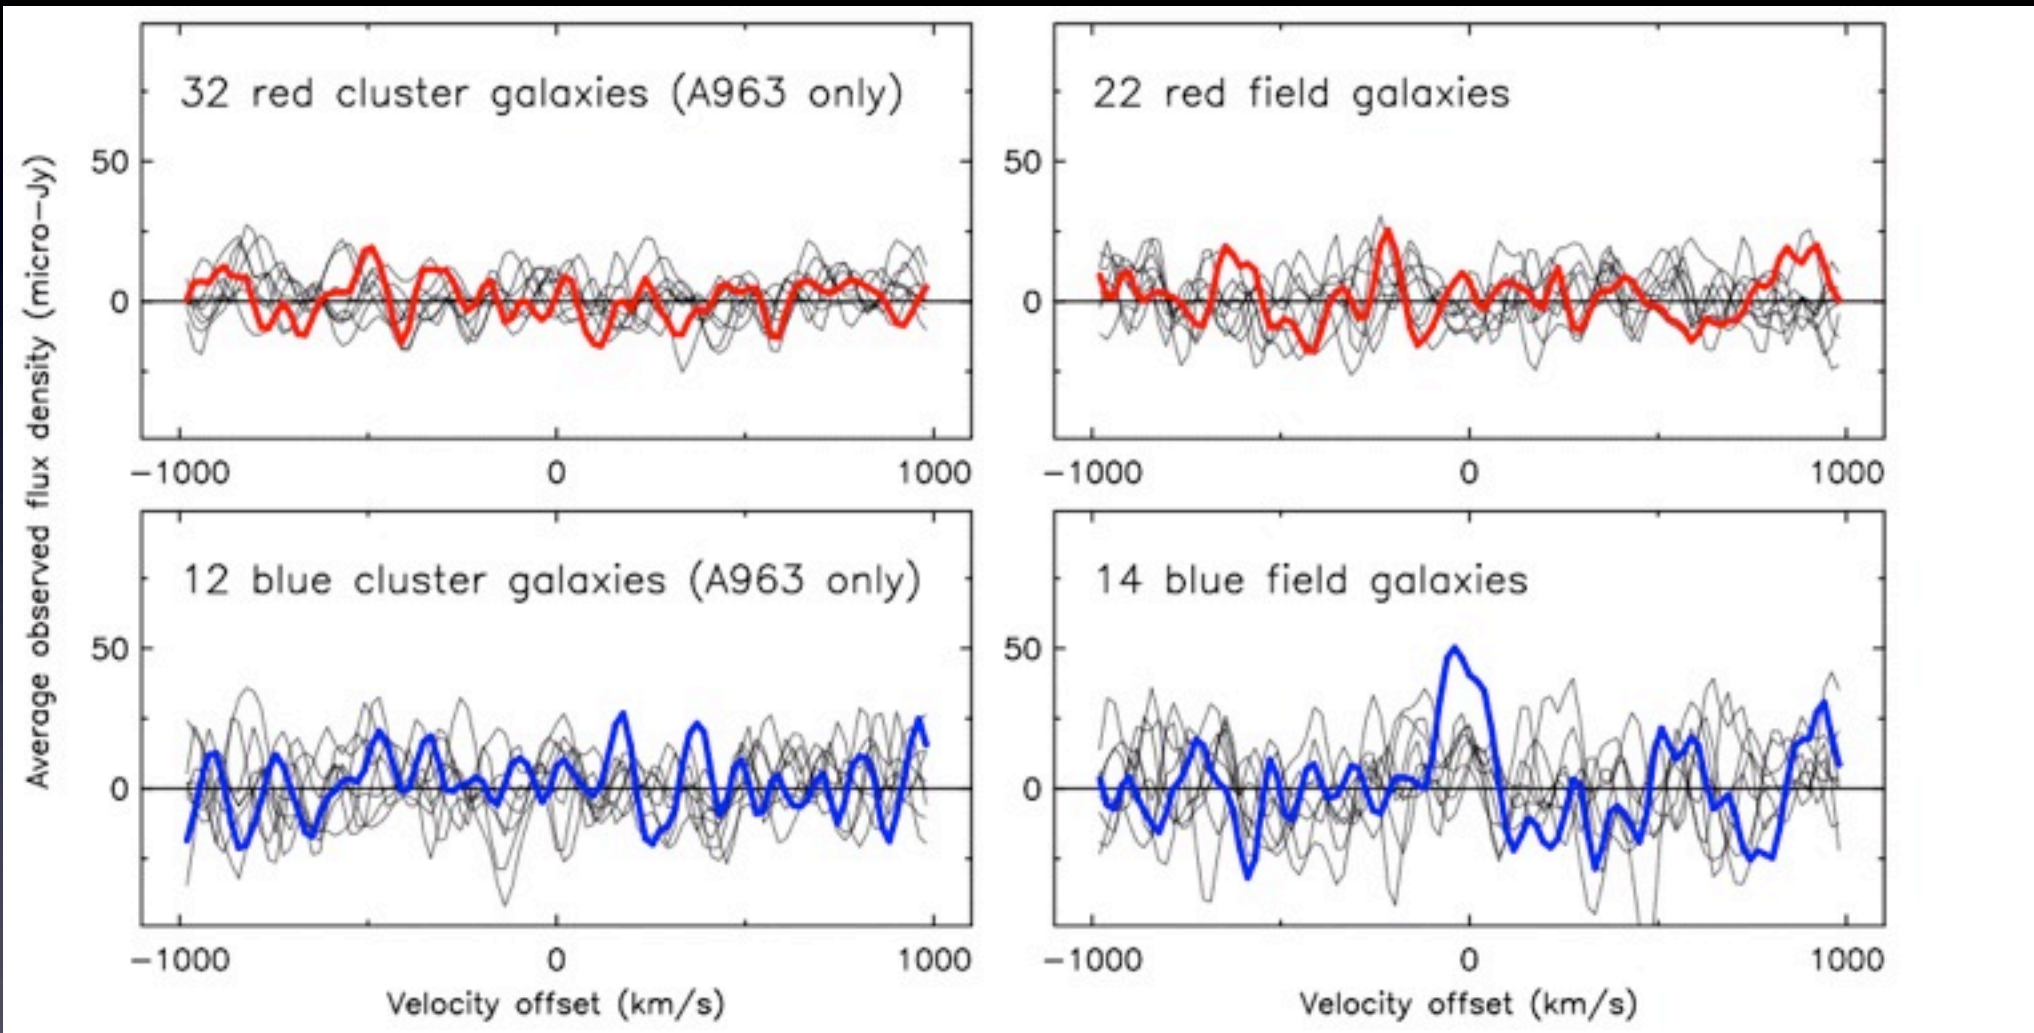 Average observed flux density (micro-Jy)
32 red cluster galaxies (A963 only)
50
0
−1000 0 1000
22 red field galaxies
50
0
−1000 0 1000
12 blue cluster galaxies (A963 only)
50
0
−1000 0 1000
Velocity offset (km/s)
14 blue field galaxies
50
0
−1000 0 1000
Velocity offset (km/s)